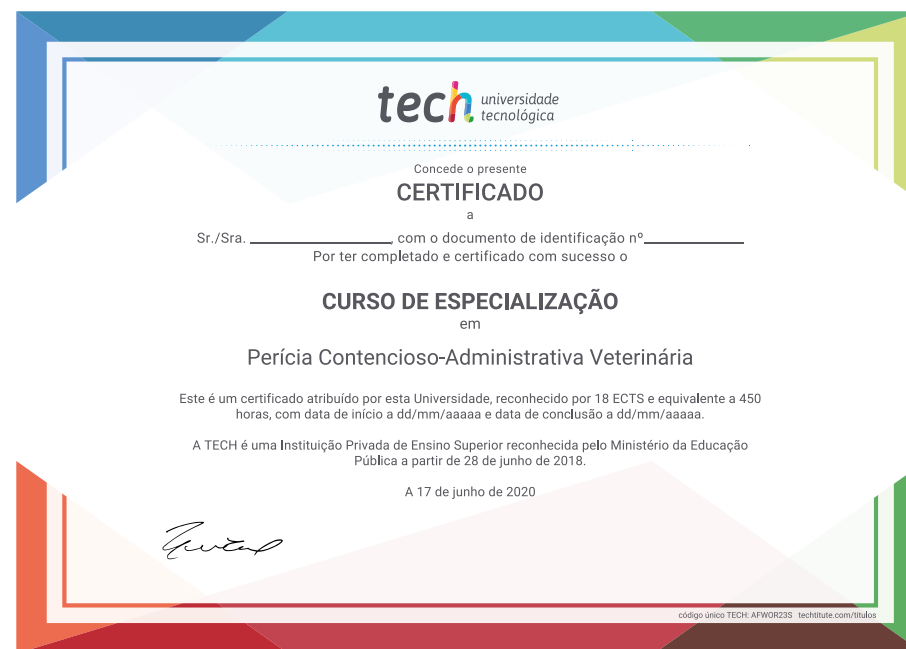 tech universidade
tecnológica
Concede o presente
CERTIFICADO
a
Sr./Sra. ________________, com o documento de identificação nº____________
Por ter completado e certificado com sucesso o
CURSO DE ESPECIALIZAÇÃO
em
Perícia Contencioso-Administrativa Veterinária
Este é um certificado atribuído por esta Universidade, reconhecido por 18 ECTS e equivalente a 450
horas, com data de início a dd/mm/aaaaa e data de conclusão a dd/mm/aaaaa.
A TECH é uma Instituição Privada de Ensino Superior reconhecida pelo Ministério da Educação
Pública a partir de 28 de junho de 2018.
A 17 de junho de 2020
código único TECH: AFWOR23S techtitute.com/titulos